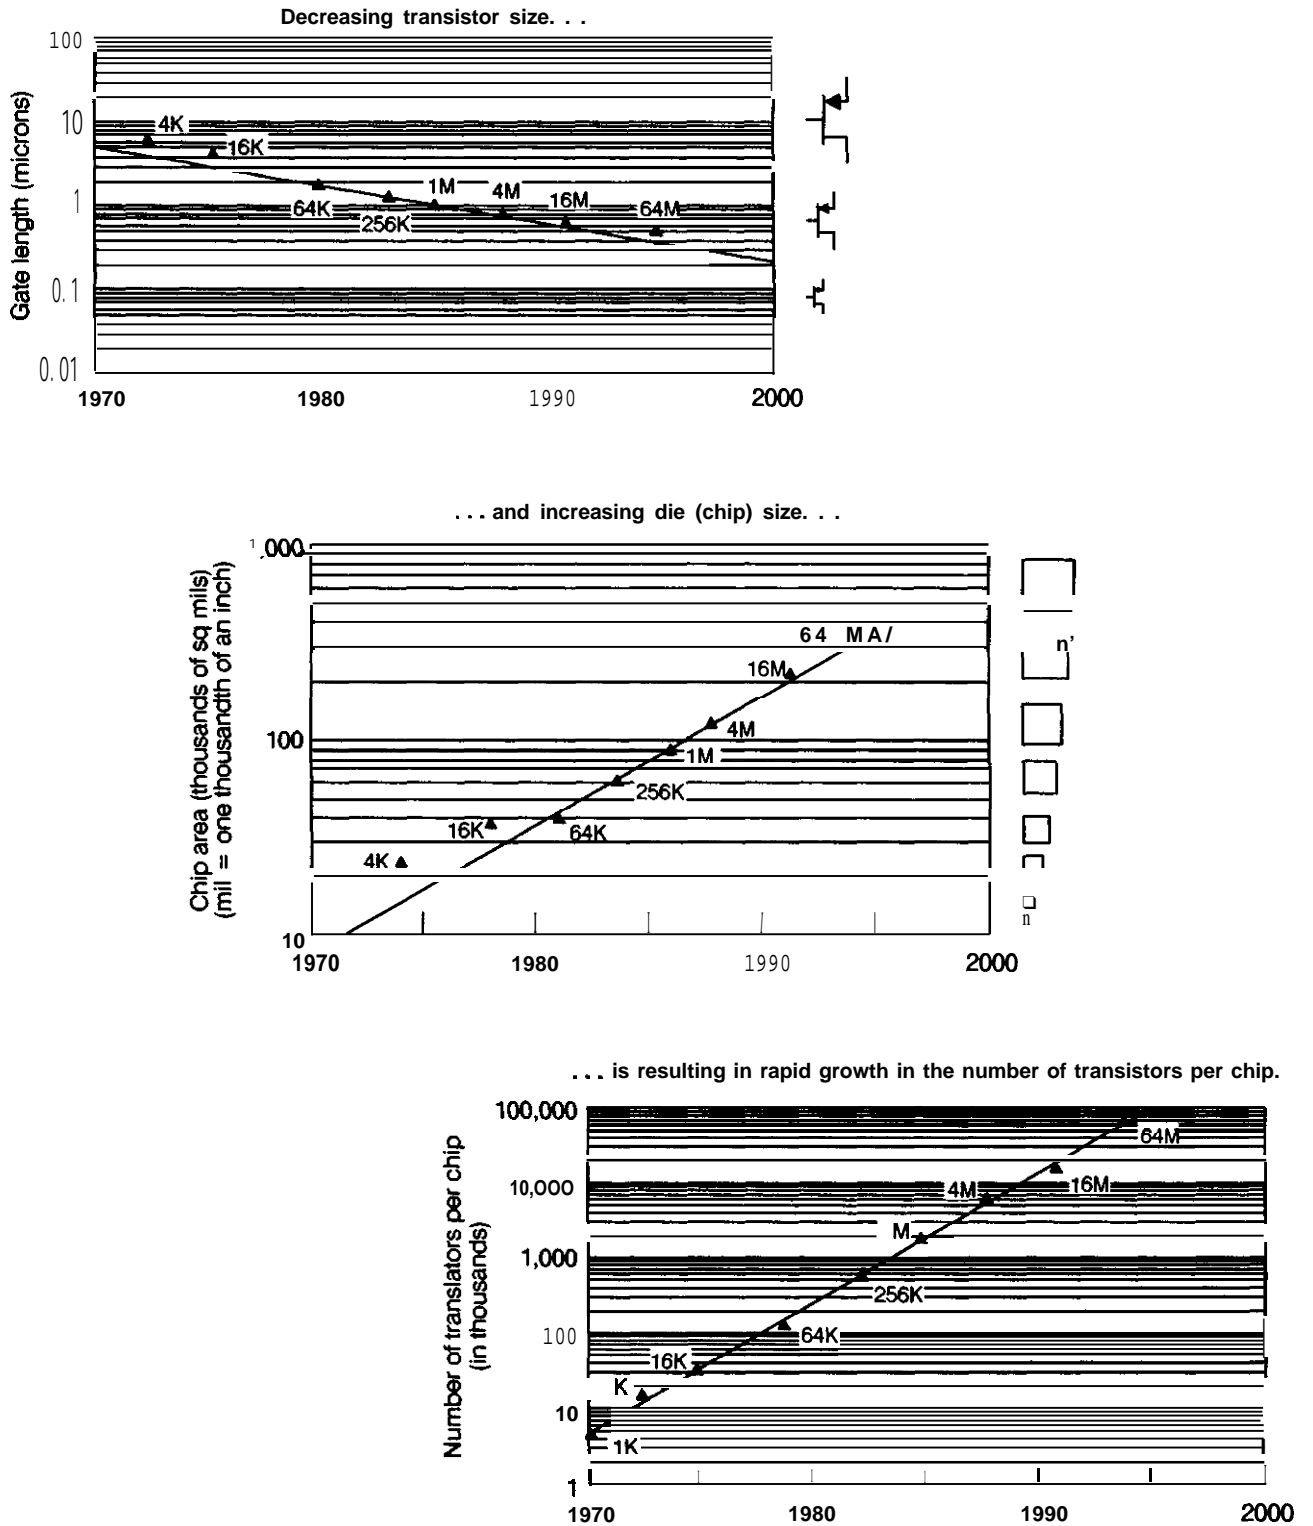 Decreasing transistor size. . .
Gate length (microns)
100
10
1
0.1
0.01
4K
16K
64K
256K
1M
4M
16M
64M
1970
1980
1990
2000
. . . and increasing die (chip) size. . .
Chip area (thousands of sq mils)
(mil = one thousandth of an inch)
1,000
100
10
4K
16K
64K
256K
1M
4M
16M
64 MA/
n'
n
1970
1980
1990
2000
. . . is resulting in rapid growth in the number of transistors per chip.
Number of translators per chip
(in thousands)
100,000
10,000
1,000
100
10
1
1K
K
16K
64K
256K
M
4M
16M
64M
1970
1980
1990
2000